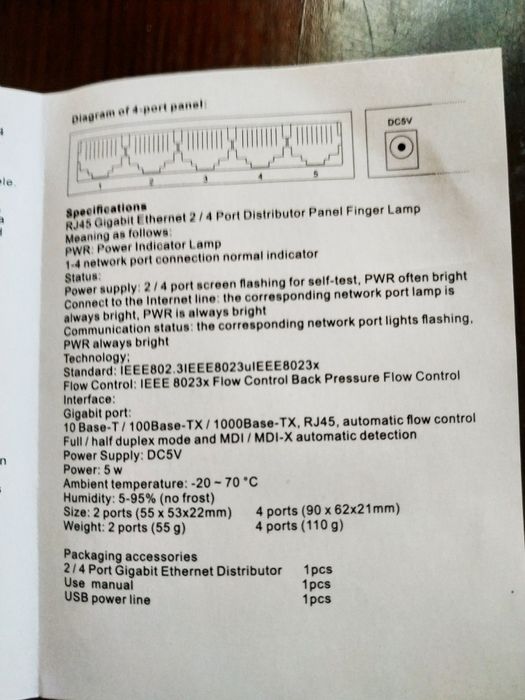 Diagram of 4-port panel:
DC5V
1 2 3 4 5
Specifications
RJ45 Gigabit Ethernet 2 / 4 Port Distributor Panel Finger Lamp
Meaning as follows:
PWR: Power Indicator Lamp
1-4 network port connection normal indicator
Status:
Power supply: 2 / 4 port screen flashing for self-test, PWR often bright
Connect to the Internet line: the corresponding network port lamp is
always bright, PWR is always bright
Communication status: the corresponding network port lights flashing,
PWR always bright
Technology:
Standard: IEEE802.3IEEE8023uIEEE8023x
Flow Control: IEEE 8023x Flow Control Back Pressure Flow Control
Interface:
Gigabit port:
10 Base-T / 100Base-TX / 1000Base-TX, RJ45, automatic flow control
Full / half duplex mode and MDI / MDI-X automatic detection
Power Supply: DC5V
Power: 5 w
Ambient temperature: -20 ~ 70 °C
Humidity: 5-95% (no frost)
Size: 2 ports (55 x 53x22mm) 4 ports (90 x 62x21mm)
Weight: 2 ports (55 g) 4 ports (110 g)
Packaging accessories
2 / 4 Port Gigabit Ethernet Distributor 1pcs
Use manual 1pcs
USB power line 1pcs